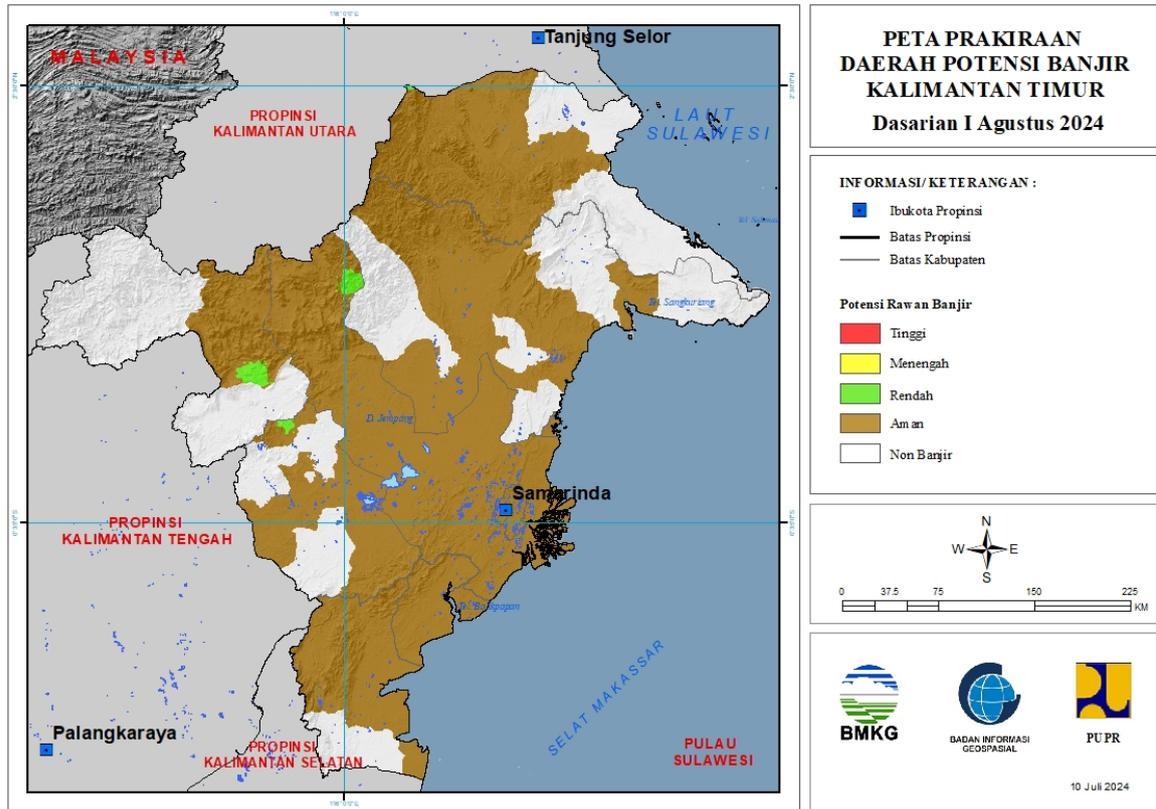 MALAYSIA
Tanjung Selor
PROPINSI
KALIMANTAN UTARA
LAUT
SULAWESI
Tel. Sangkuriang
D. Jempang
Samarinda
PROPINSI
KALIMANTAN TENGAH
SELAT MAKASSAR
Palangkaraya
PROPINSI
KALIMANTAN SELATAN
PULAU
SULAWESI
PETA PRAKIRAAN
DAERAH POTENSI BANJIR
KALIMANTAN TIMUR
Dasarian I Agustus 2024
INFORMASI/KETERANGAN :
Ibukota Propinsi
Batas Propinsi
Batas Kabupaten
Potensi Rawan Banjir
Tinggi
Menengah
Rendah
Aman
Non Banjir
N
W E
S
0 37.5 75 150 225
KM
BMKG
BADAN INFORMASI
GEOSPASIAL
PUPR
10 Juli 2024